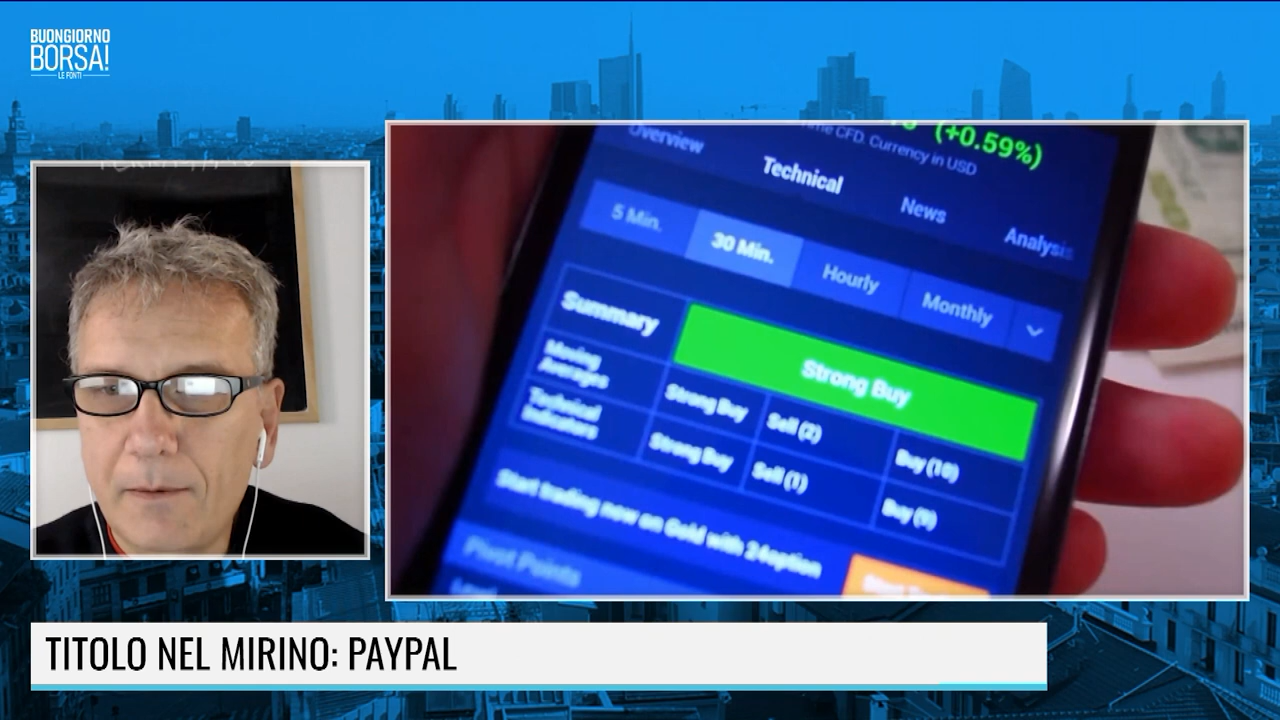 BUONGIORNO
BORSA!
LE FONTI
(+0.59%)
CFD. Currency in USD
Overview
Technical
News
Analysis
5 Min.
30 Min.
Hourly
Monthly
Summary
Strong Buy
Moving
Averages
Strong Buy
Sell (2)
Buy (10)
Technical
Indicators
Strong Buy
Sell (1)
Buy (9)
Start trading now on Gold with 24option
Pivot Points
TITOLO NEL MIRINO: PAYPAL